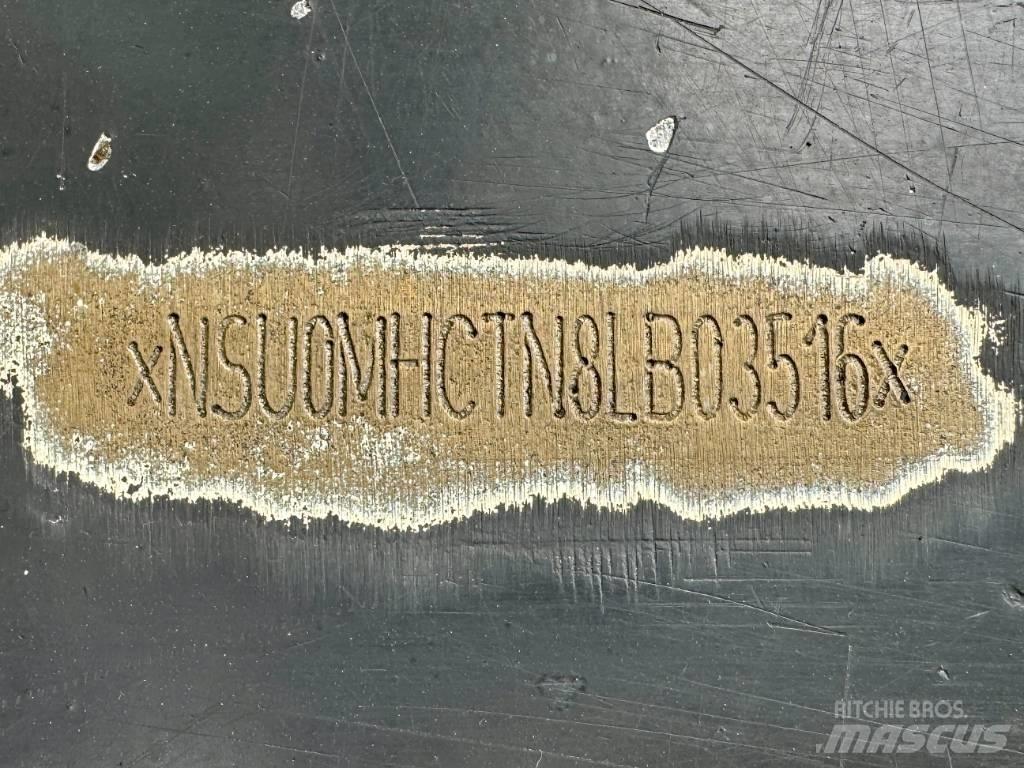 xNSU0MHCTN8LB03516x
RITCHIE BROS.
MASCUS